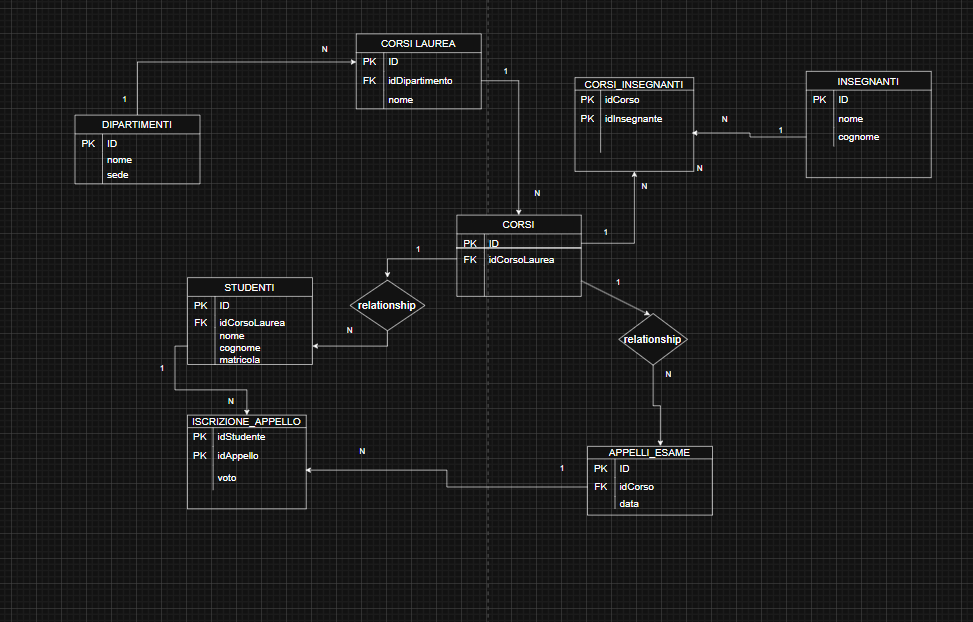 CORSI LAUREA
PK ID
FK idDipartimento
nome
N
1
1
DIPARTIMENTI
PK ID
nome
sede
CORSI_INSEGNANTI
PK idCorso
PK idInsegnante
INSEGNANTI
PK ID
nome
cognome
N
1
N
N
N
1
CORSI
PK ID
FK idCorsoLaurea
1
1
STUDENTI
PK ID
FK idCorsoLaurea
nome
cognome
matricola
relationship
N
relationship
N
1
N
ISCRIZIONE_APPELLO
PK idStudente
PK idAppello
voto
N
1
APPELLI_ESAME
PK ID
FK idCorso
data